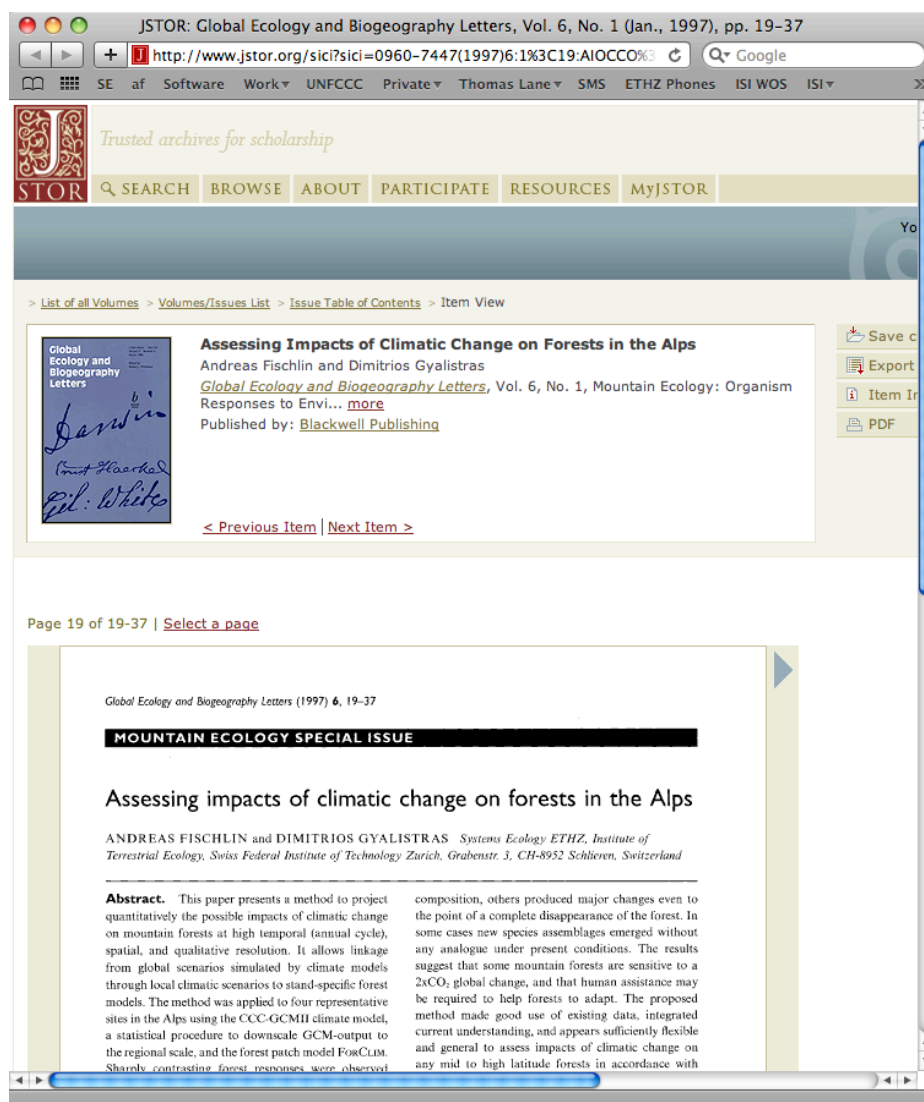 JSTOR: Global Ecology and Biogeography Letters, Vol. 6, No. 1 (Jan., 1997), pp. 19-37
http://www.jstor.org/sici?sici=0960-7447(1997)6:1%3C19:AIOCCO%3
Google
SE af Software Work▾ UNFCCC Private▾ Thomas Lane▾ SMS ETHZ Phones ISI WOS ISI▾
J
STOR
Trusted archives for scholarship
SEARCH BROWSE ABOUT PARTICIPATE RESOURCES MyJSTOR
Yo
> List of all Volumes > Volumes/Issues List > Issue Table of Contents > Item View
Global
Ecology and
Biogeography
Letters
Darwin
Ernst Haeckel
Gil: White
Assessing Impacts of Climatic Change on Forests in the Alps
Andreas Fischlin and Dimitrios Gyalistras
Global Ecology and Biogeography Letters, Vol. 6, No. 1, Mountain Ecology: Organism
Responses to Envi... more
Published by: Blackwell Publishing
< Previous Item | Next Item >
Save c
Export
Item In
PDF
Page 19 of 19-37 | Select a page
Global Ecology and Biogeography Letters (1997) 6, 19–37
MOUNTAIN ECOLOGY SPECIAL ISSUE
Assessing impacts of climatic change on forests in the Alps
ANDREAS FISCHLIN and DIMITRIOS GYALISTRAS Systems Ecology ETHZ, Institute of
Terrestrial Ecology, Swiss Federal Institute of Technology Zurich, Grabenstr. 3, CH-8952 Schlieren, Switzerland
Abstract. This paper presents a method to project
quantitatively the possible impacts of climatic change
on mountain forests at high temporal (annual cycle),
spatial, and qualitative resolution. It allows linkage
from global scenarios simulated by climate models
through local climatic scenarios to stand-specific forest
models. The method was applied to four representative
sites in the Alps using the CCC-GCMII climate model,
a statistical procedure to downscale GCM-output to
the regional scale, and the forest patch model FORCLIM.
Sharply contrasting forest responses were observed
composition, others produced major changes even to
the point of a complete disappearance of the forest. In
some cases new species assemblages emerged without
any analogue under present conditions. The results
suggest that some mountain forests are sensitive to a
2xCO₂ global change, and that human assistance may
be required to help forests to adapt. The proposed
method made good use of existing data, integrated
current understanding, and appears sufficiently flexible
and general to assess impacts of climatic change on
any mid to high latitude forests in accordance with